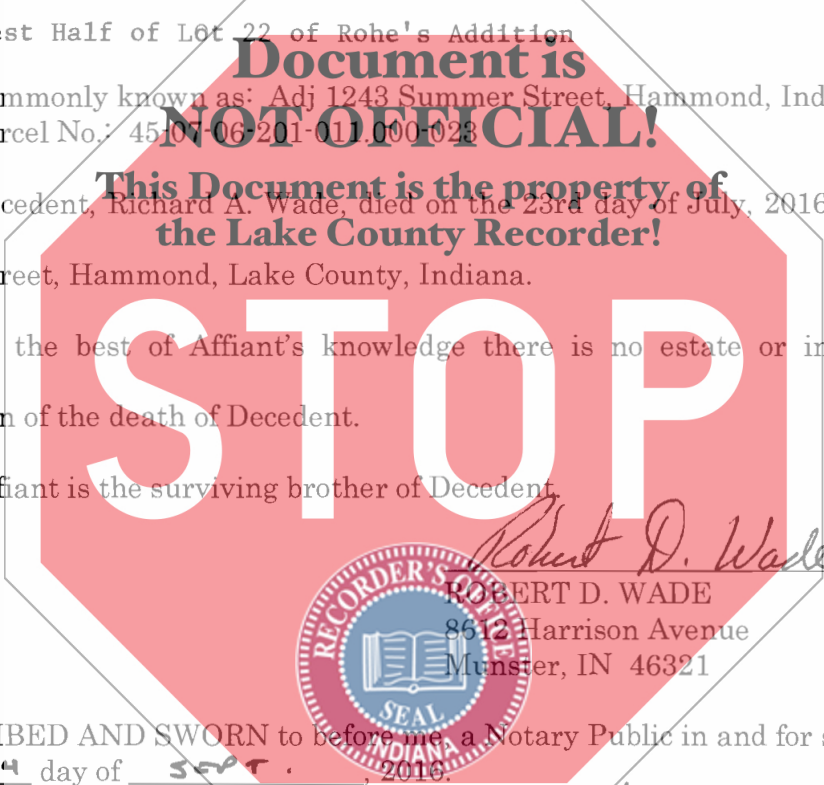 st Half of Lot 22 of Rohe's Addition
Document is
mmonly known as: Adj 1243 Summer Street, Hammond, Ind
NOT OFFICIAL!
rcel No.: 45-07-06-201-011.000-023
This Document is the property of
cedent, Richard A. Wade, died on the 23rd day of July, 2016
the Lake County Recorder!
reet, Hammond, Lake County, Indiana.
STOP
the best of Affiant's knowledge there is no estate or in
n of the death of Decedent.
fiant is the surviving brother of Decedent.
Robert D. Wade
ROBERT D. WADE
8612 Harrison Avenue
Munster, IN 46321
RECORDER'S OFFICE
SEAL
INDIANA
IBED AND SWORN to before me, a Notary Public in and for s
4 day of SEPT. , 2016.